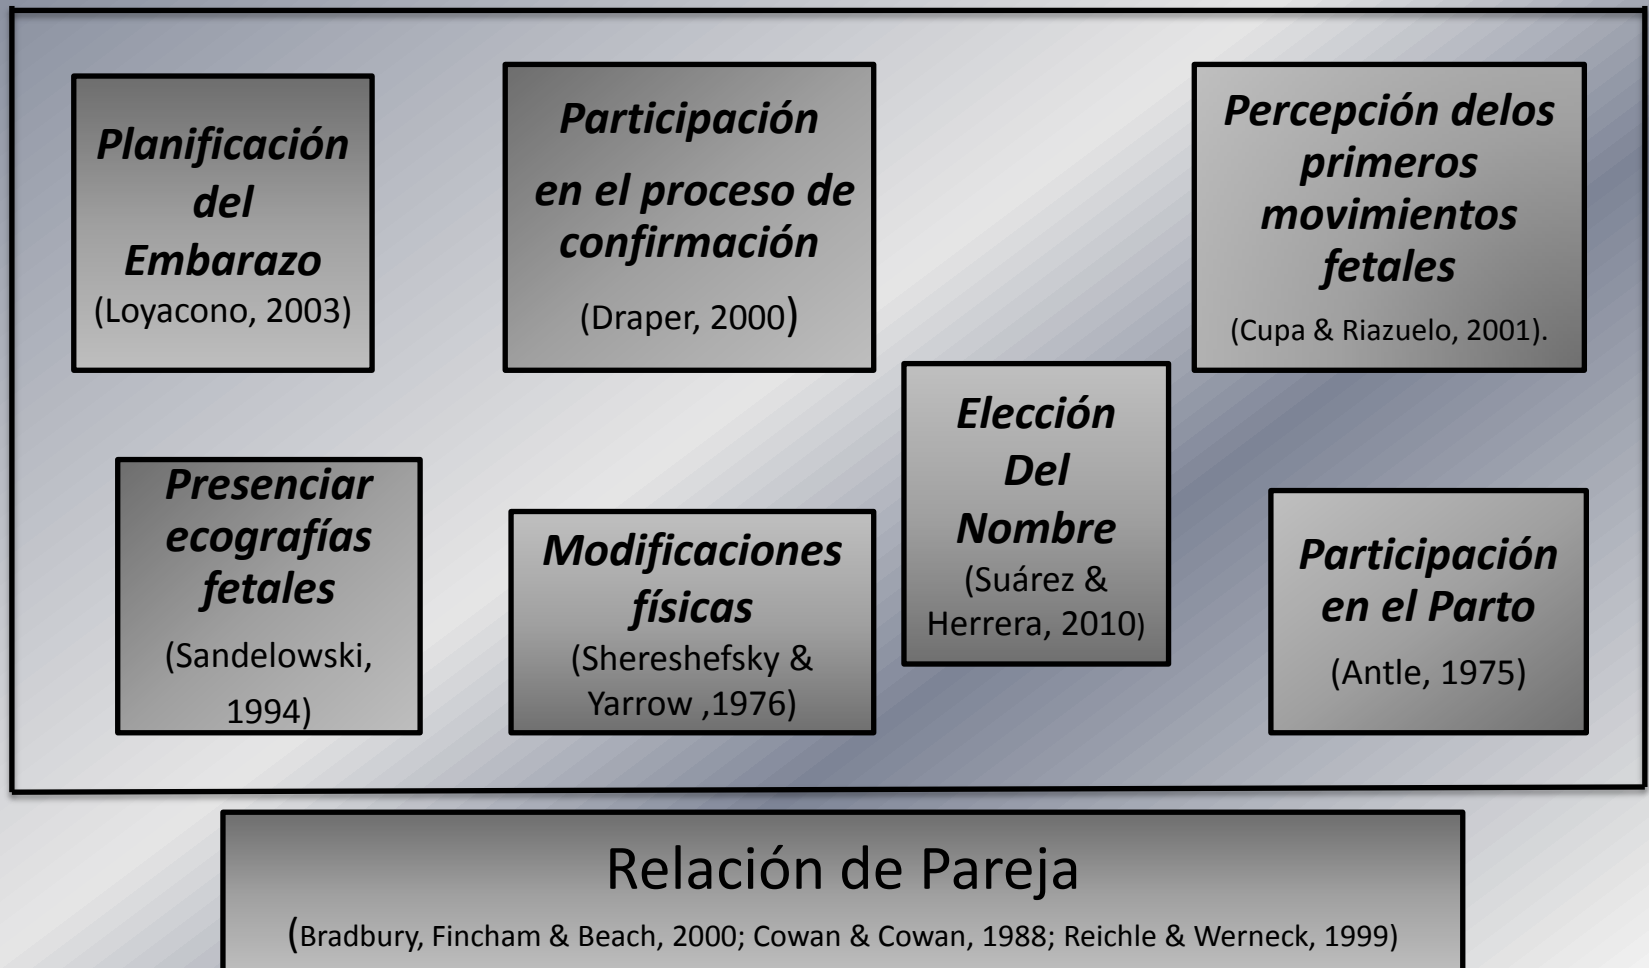 Planificación
del
Embarazo
(Loyacono, 2003)
Participación
en el proceso de
confirmación
(Draper, 2000)
Percepción delos
primeros
movimientos
fetales
(Cupa & Riazuelo, 2001).
Presenciar
ecografías
fetales
(Sandelowski,
1994)
Modificaciones
físicas
(Shereshefsky &
Yarrow ,1976)
Elección
Del
Nombre
(Suárez &
Herrera, 2010)
Participación
en el Parto
(Antle, 1975)
Relación de Pareja
(Bradbury, Fincham & Beach, 2000; Cowan & Cowan, 1988; Reichle & Werneck, 1999)